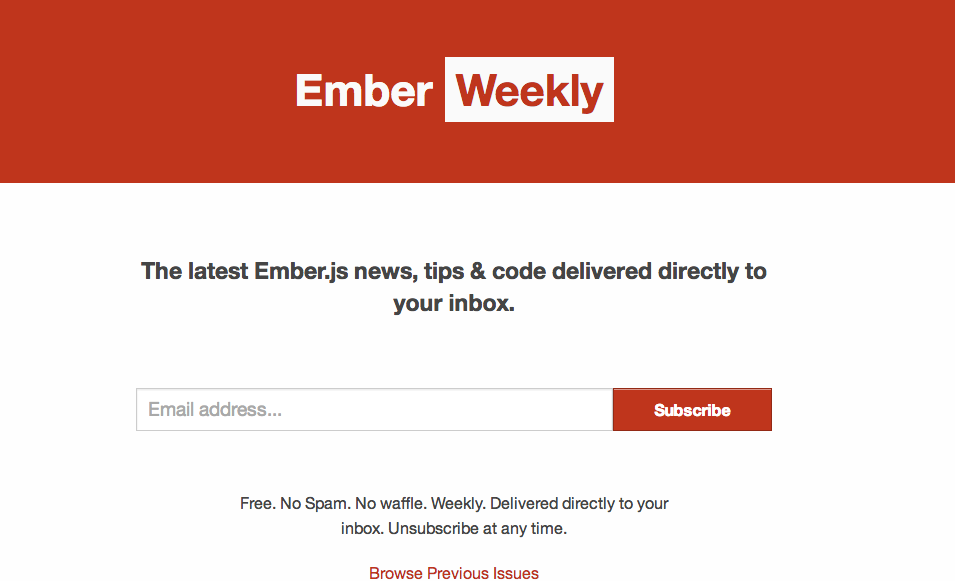 Ember Weekly
The latest Ember.js news, tips & code delivered directly to
your inbox.
Email address...
Subscribe
Free. No Spam. No waffle. Weekly. Delivered directly to your
inbox. Unsubscribe at any time.
Browse Previous Issues